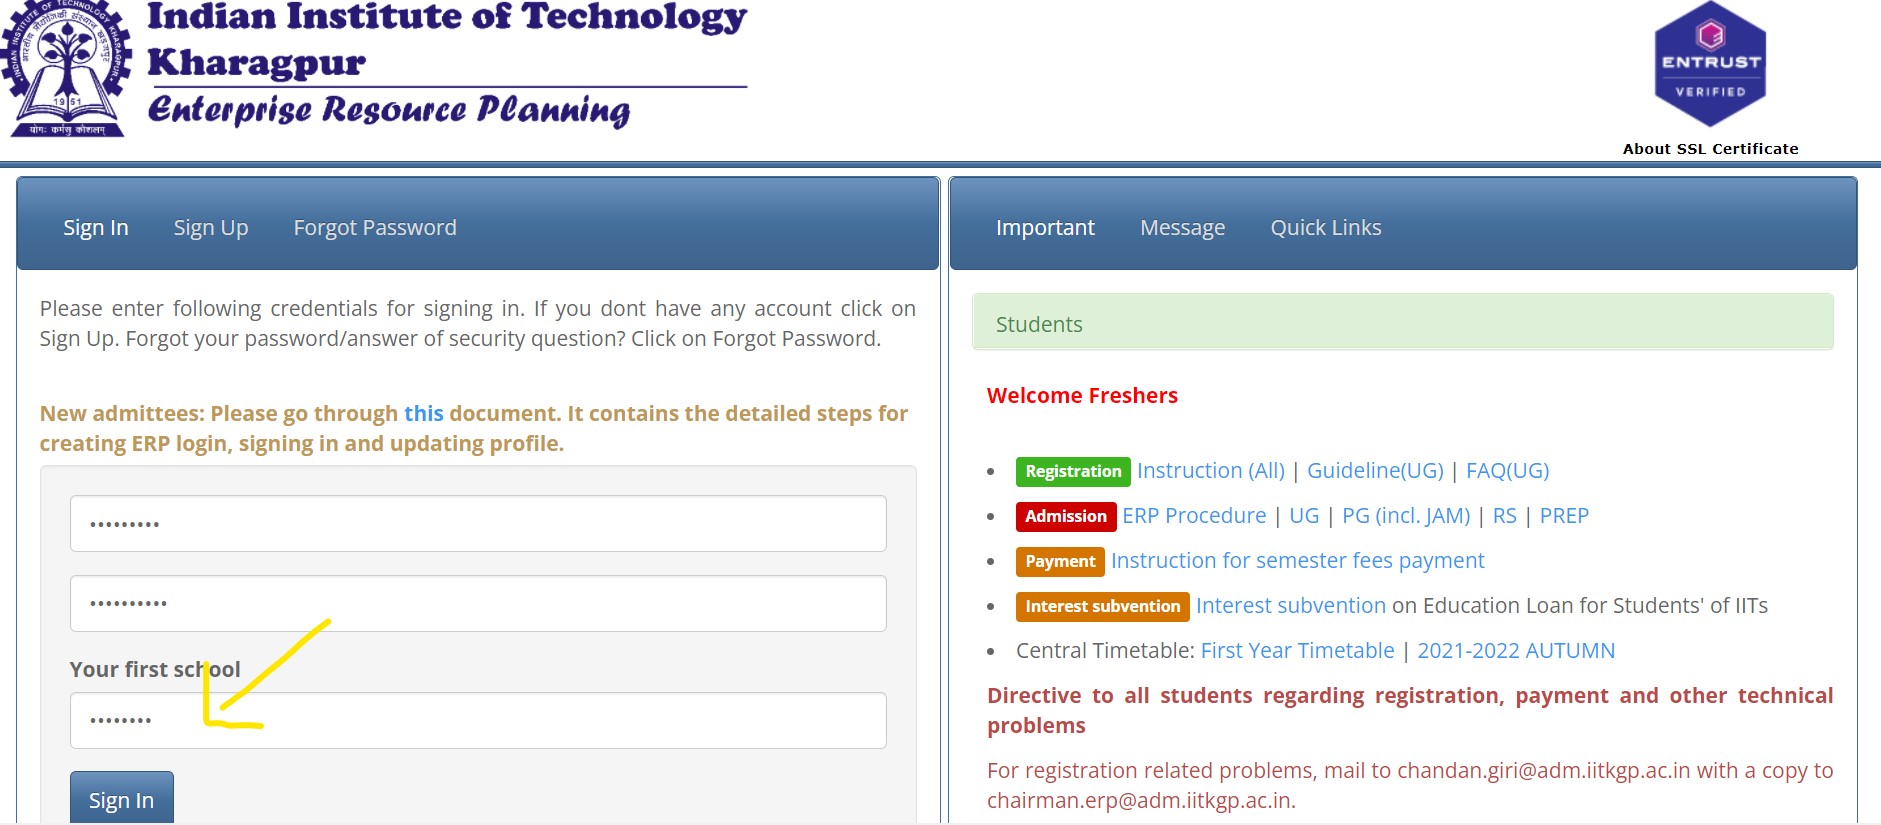 Indian Institute of Technology
Kharagpur
Enterprise Resource Planning
1951
योगः कर्मसु कौशलम्
ENTRUST
VERIFIED
About SSL Certificate
Sign In
Sign Up
Forgot Password
Please enter following credentials for signing in. If you dont have any account click on
Sign Up. Forgot your password/answer of security question? Click on Forgot Password.
New admittees: Please go through this document. It contains the detailed steps for
creating ERP login, signing in and updating profile.
•••••••••
••••••••••
Your first school
••••••••
Sign In
Important
Message
Quick Links
Students
Welcome Freshers
Registration Instruction (All) | Guideline(UG) | FAQ(UG)
Admission ERP Procedure | UG | PG (incl. JAM) | RS | PREP
Payment Instruction for semester fees payment
Interest subvention Interest subvention on Education Loan for Students' of IITs
Central Timetable: First Year Timetable | 2021-2022 AUTUMN
Directive to all students regarding registration, payment and other technical
problems
For registration related problems, mail to chandan.giri@adm.iitkgp.ac.in with a copy to
chairman.erp@adm.iitkgp.ac.in.